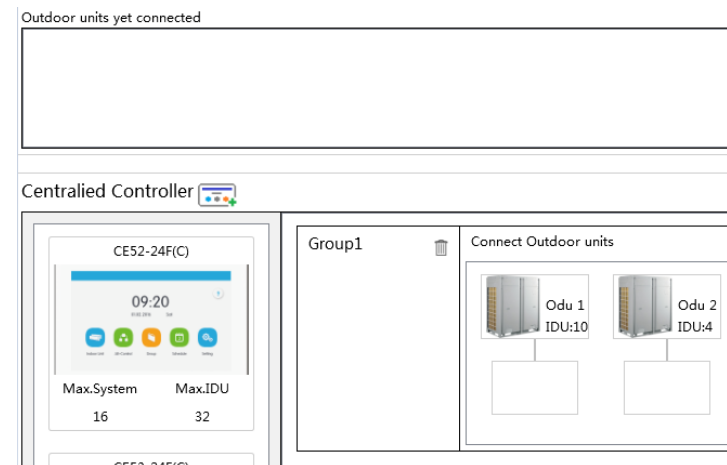 Outdoor units yet connected
Centralied Controller
CE52-24F(C)
09:20
Max.System Max.IDU
16 32
Group1
Connect Outdoor units
Odu 1
IDU:10
Odu 2
IDU:4